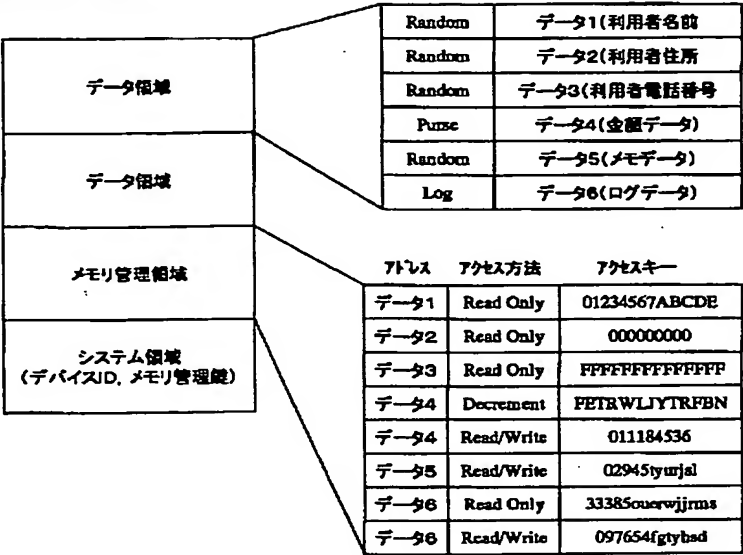 Random データ1(利用者名前
Random データ2(利用者住所
Random データ3(利用者電話番号
Purse データ4(金額データ)
Random データ5(メモデータ)
Log データ6(ログデータ)
データ領域
データ領域
メモリ管理領域
システム領域
(デバイスID, メモリ管理鍵)
アドレス アクセス方法 アクセスキー
データ1 Read Only 01234567ABCDE
データ2 Read Only 000000000
データ3 Read Only FFFFFFFFFFFFFF
データ4 Decrement
データ4 Read/Write 011184536
データ5 Read/Write
データ6 Read Only
データ6 Read/Write